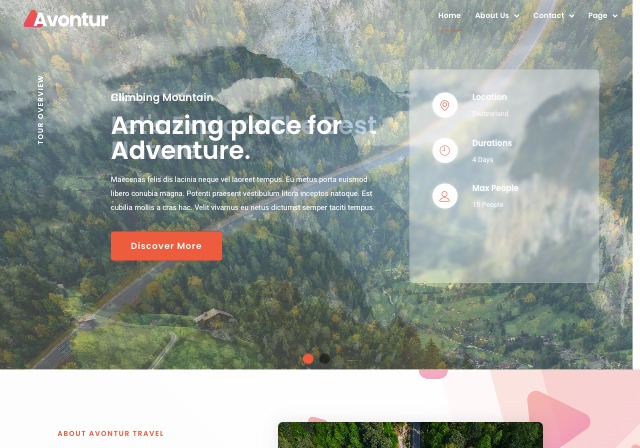 Avontur
Home
About Us
Contact
Page
TOUR OVERVIEW
Climbing Mountain
Amazing place for
Adventure.
Maecenas felis dis lacinia neque vel laoreet tempus. Eu metus porta euismod
libero conubia magna. Potenti praesent vestibulum litora inceptos natoque. Est
cubilia mollis a cras hac. Velit vivamus eu netus dictumst semper taciti tempus.
Discover More
Location
Switzerland
Durations
4 Days
Max People
15 People
ABOUT AVONTUR TRAVEL